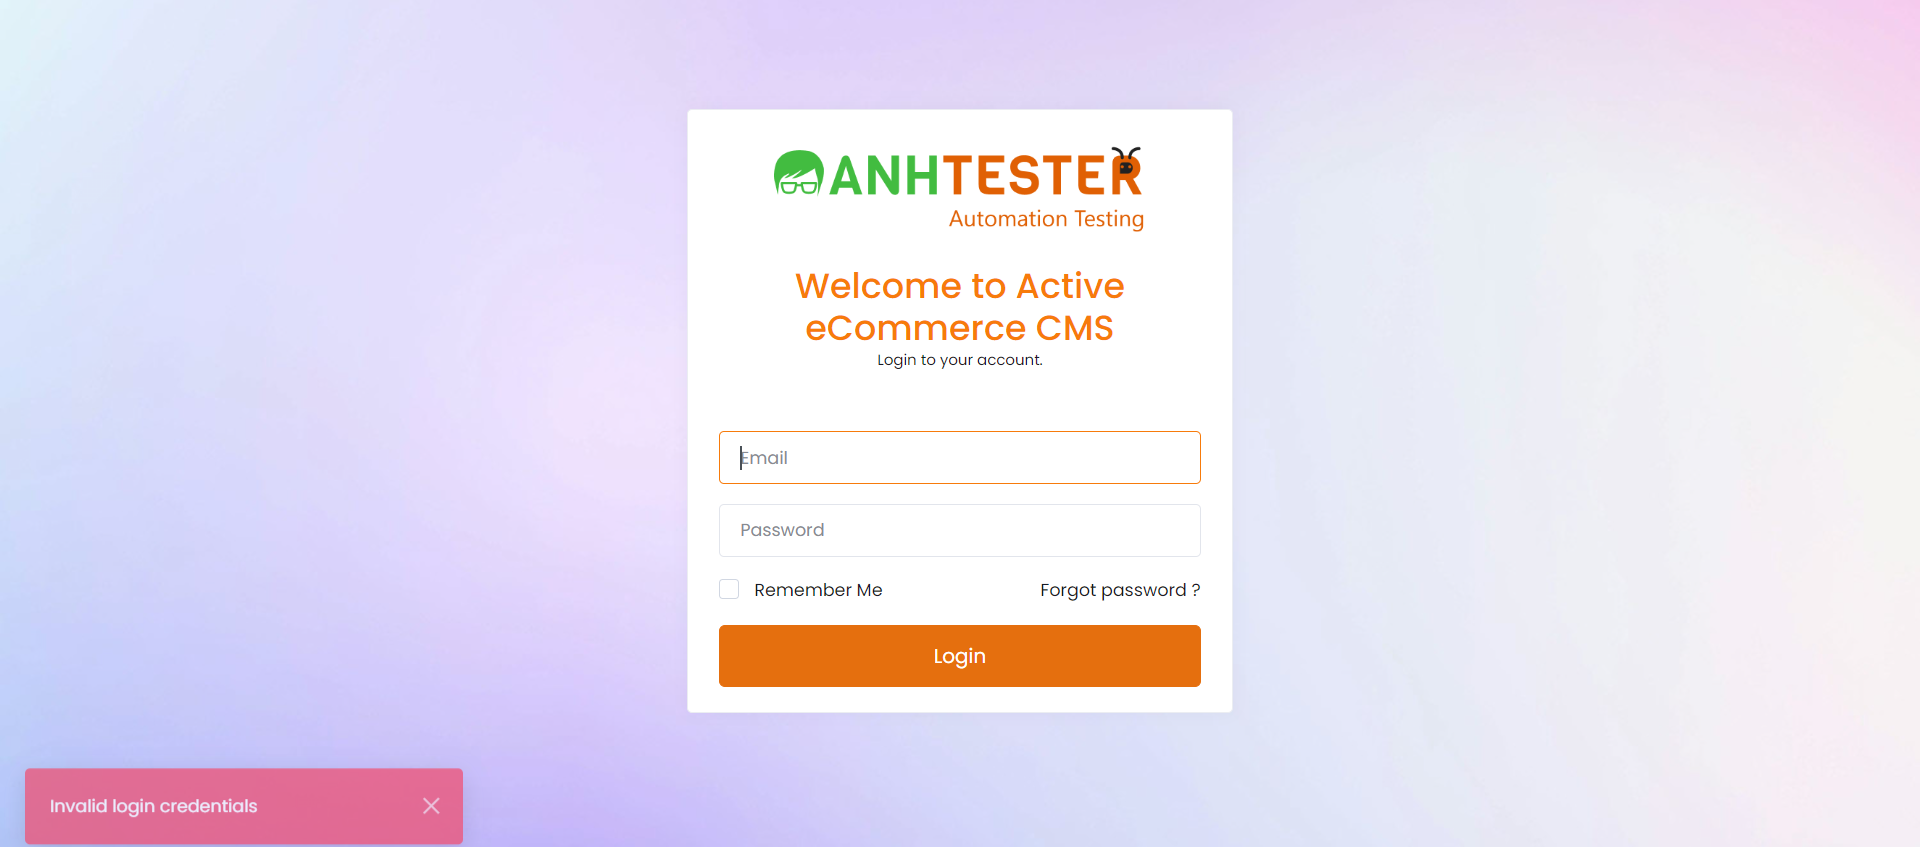 ANHTESTER
Automation Testing
Welcome to Active
eCommerce CMS
Login to your account.
Email
Password
Remember Me
Forgot password ?
Login
Invalid login credentials